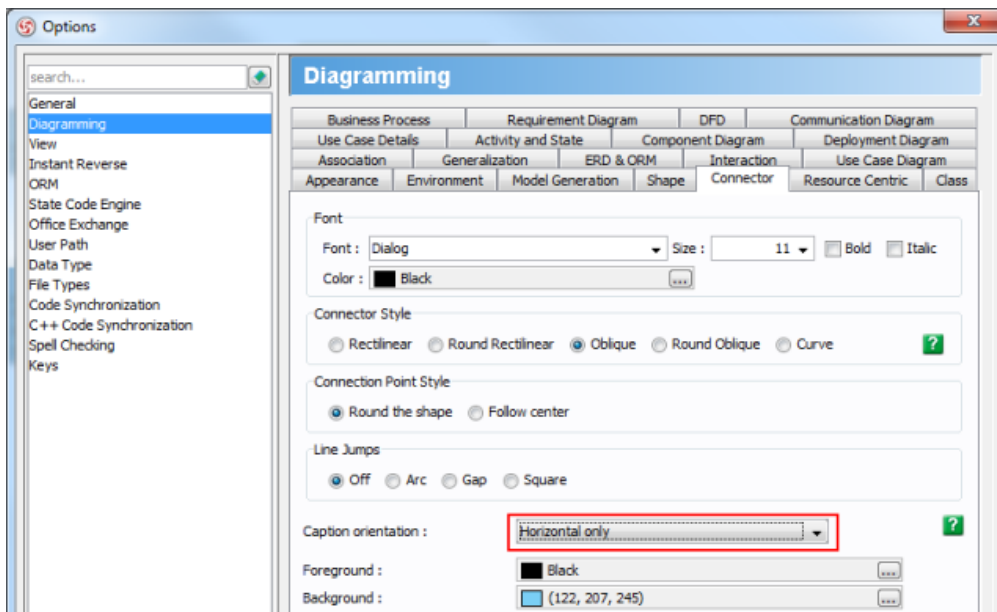 Options
search...
General
Diagramming
View
Instant Reverse
ORM
State Code Engine
Office Exchange
User Path
Data Type
File Types
Code Synchronization
C++ Code Synchronization
Spell Checking
Keys
Diagramming
Business Process Requirement Diagram DFD Communication Diagram
Use Case Details Activity and State Component Diagram Deployment Diagram
Association Generalization ERD & ORM Interaction Use Case Diagram
Appearance Environment Model Generation Shape Connector Resource Centric Class
Font
Font : Dialog Size : 11 Bold Italic
Color : Black ...
Connector Style
Rectilinear Round Rectilinear Oblique Round Oblique Curve ?
Connection Point Style
Round the shape Follow center
Line Jumps
Off Arc Gap Square
Caption orientation : Horizontal only ?
Foreground : Black ...
Background : (122, 207, 245) ...